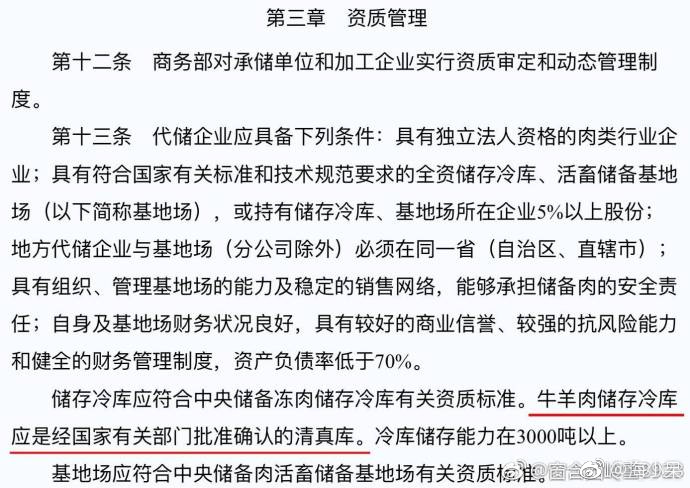 第三章　资质管理
第十二条　商务部对承储单位和加工企业实行资质审定和动态管理制
度。
第十三条　代储企业应具备下列条件：具有独立法人资格的肉类行业企
业；具有符合国家有关标准和技术规范要求的全资储存冷库、活畜储备基地
场（以下简称基地场），或持有储存冷库、基地场所在企业5%以上股份；
地方代储企业与基地场（分公司除外）必须在同一省（自治区、直辖市）；
具有组织、管理基地场的能力及稳定的销售网络，能够承担储备肉的安全责
任；自身及基地场财务状况良好，具有较好的商业信誉、较强的抗风险能力
和健全的财务管理制度，资产负债率低于70%。
储存冷库应符合中央储备冻肉储存冷库有关资质标准。牛羊肉储存冷库
应是经国家有关部门批准确认的清真库。冷库储存能力在3000吨以上。
基地场应符合中央储备肉活畜储备基地场有关资质标准。